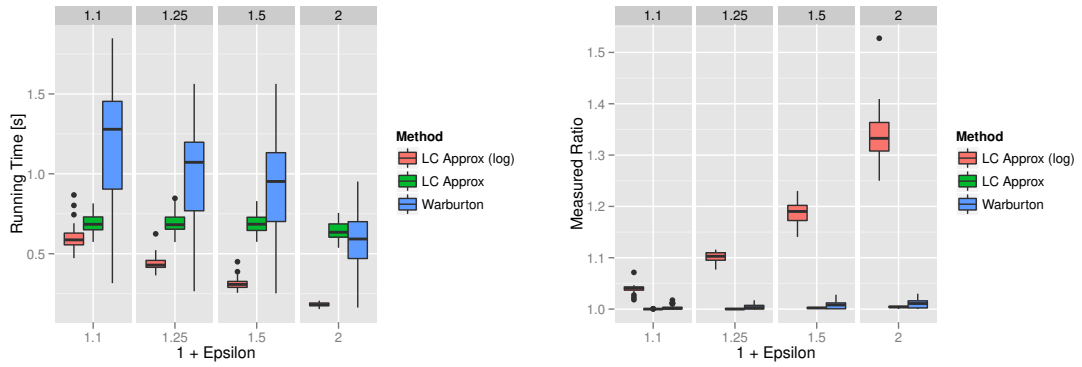 1.1 1.25 1.5 2
Running Time [s]
1.5
1.0
0.5
1.1 1.25 1.5 2
1 + Epsilon
Method
LC Approx (log)
LC Approx
Warburton
1.1 1.25 1.5 2
Measured Ratio
1.5
1.4
1.3
1.2
1.1
1.0
1.1 1.25 1.5 2
1 + Epsilon
Method
LC Approx (log)
LC Approx
Warburton